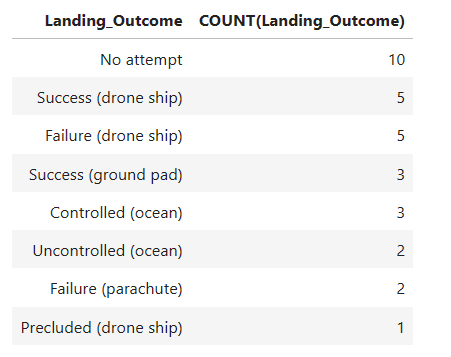 Landing_Outcome COUNT(Landing_Outcome)
No attempt 10
Success (drone ship) 5
Failure (drone ship) 5
Success (ground pad) 3
Controlled (ocean) 3
Uncontrolled (ocean) 2
Failure (parachute) 2
Precluded (drone ship) 1